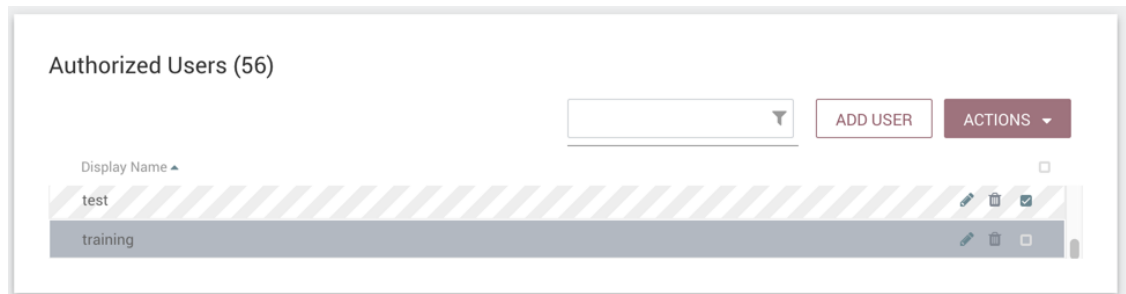 Authorized Users (56)
ADD USER
ACTIONS
Display Name
test
training